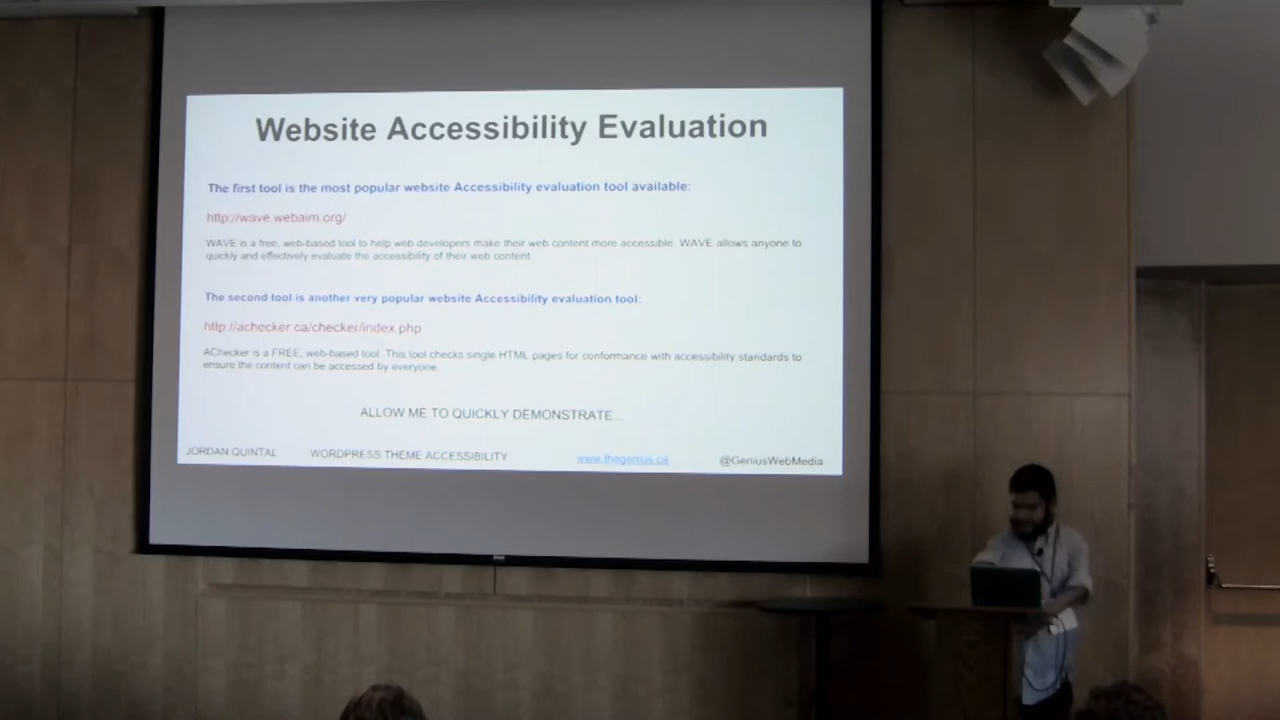 Website Accessibility Evaluation
The first tool is the most popular website Accessibility evaluation tool available:
http://wave.webaim.org/
WAVE is a free, web-based tool to help web developers make their web content more accessible. WAVE allows anyone to
quickly and effectively evaluate the accessibility of their web content.
The second tool is another very popular website Accessibility evaluation tool:
http://achecker.ca/checker/index.php
AChecker is a FREE, web-based tool. This tool checks single HTML pages for conformance with accessibility standards to
ensure the content can be accessed by everyone.
ALLOW ME TO QUICKLY DEMONSTRATE...
JORDAN QUINTAL WORDPRESS THEME ACCESSIBILITY www.thegenius.ca @GeniusWebMedia